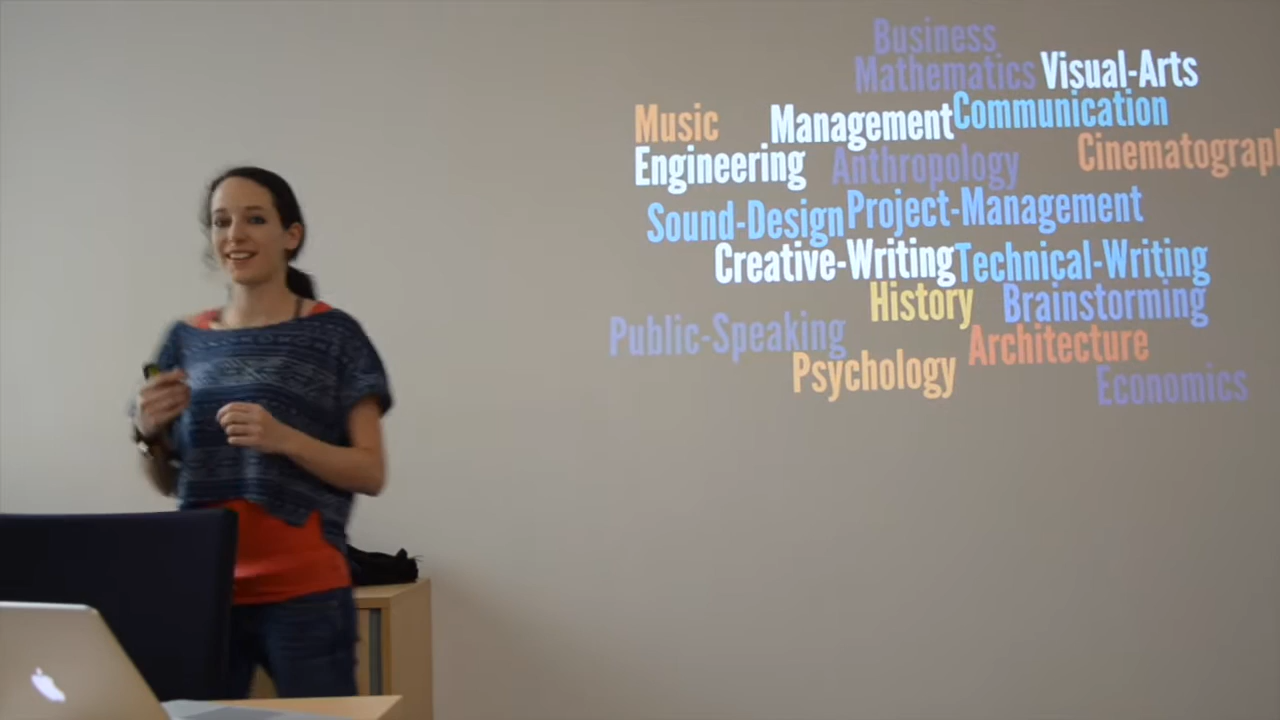 Business
Mathematics Visual-Arts
Music Management Communication
Engineering Anthropology Cinematograph
Sound-Design Project-Management
Creative-Writing Technical-Writing
History Brainstorming
Public-Speaking Architecture
Psychology Economics